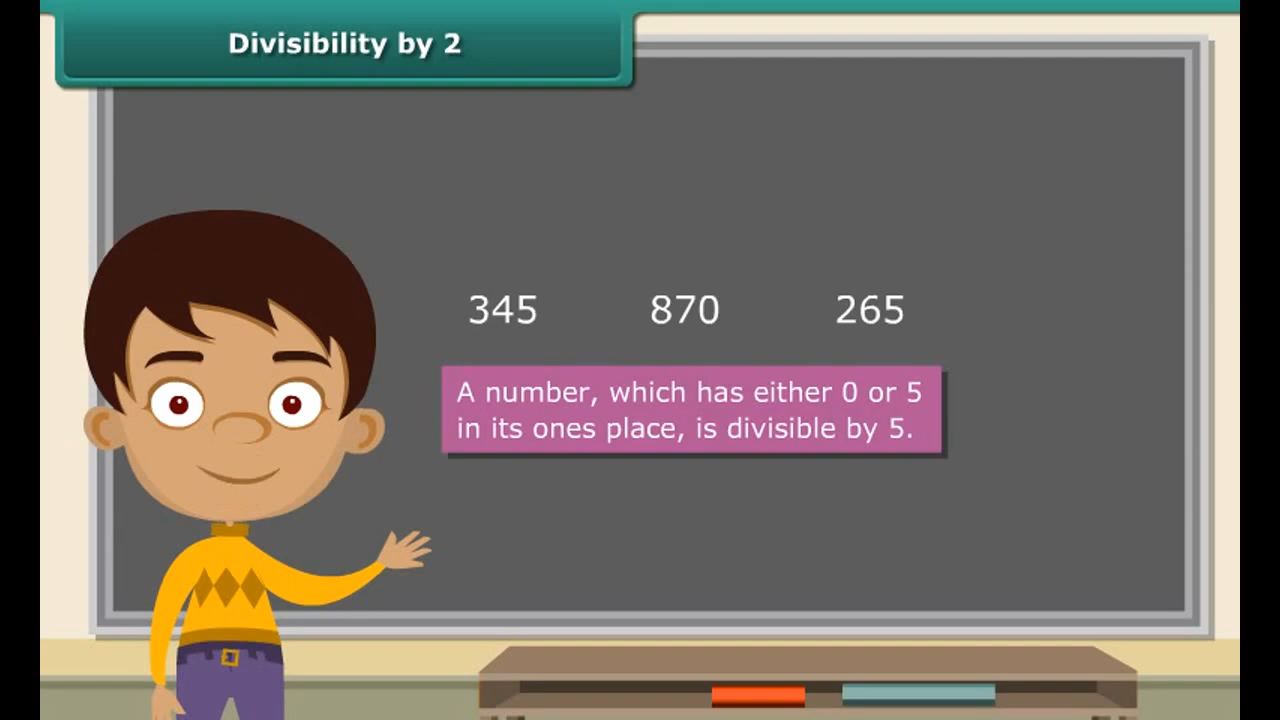 Divisibility by 2
345 870 265
A number, which has either 0 or 5
in its ones place, is divisible by 5.